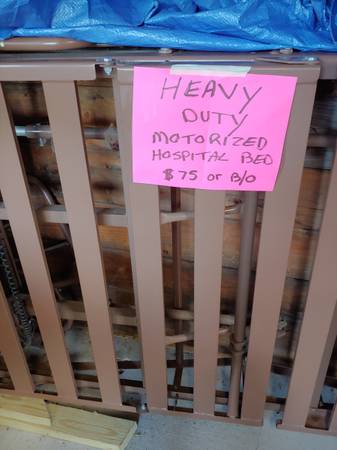 HEAVY
DUTY
MOTORIZED
HOSPITAL BED
$75 or B/O